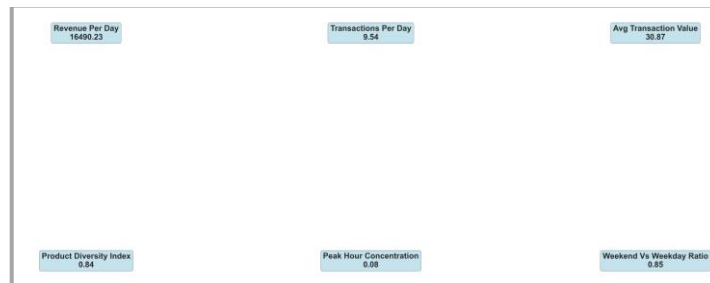 Revenue Per Day
16490.23
Transactions Per Day
9.54
Avg Transaction Value
30.87
Product Diversity Index
0.84
Peak Hour Concentration
0.08
Weekend Vs Weekday Ratio
0.85